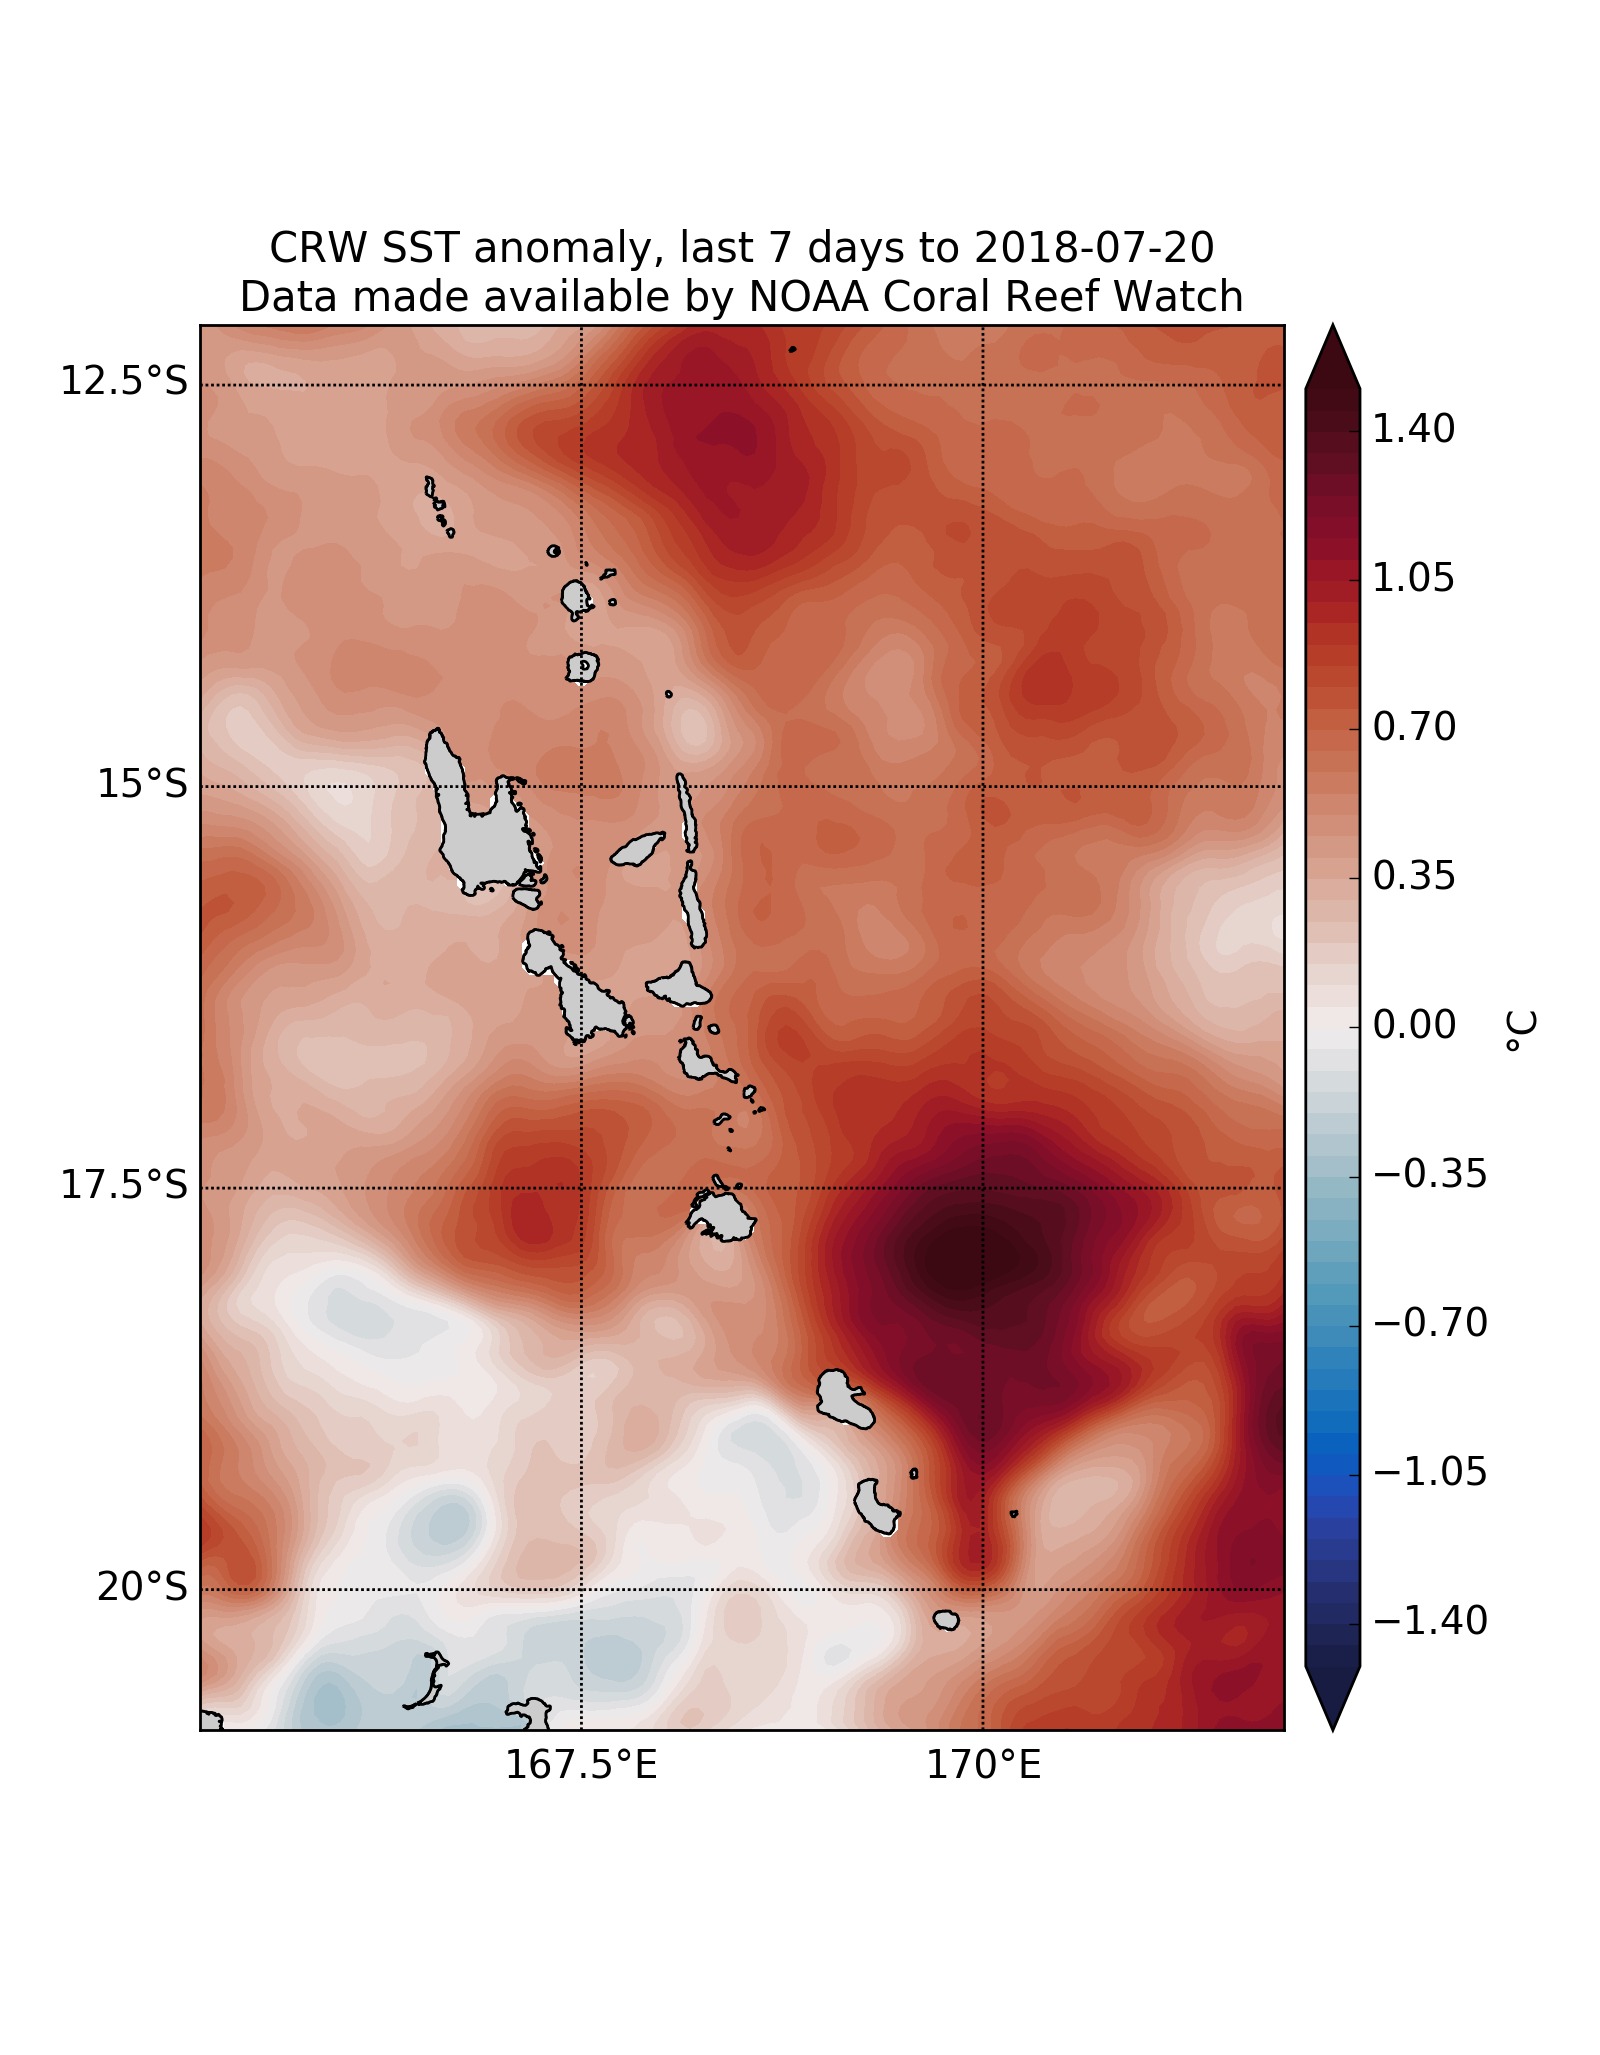 CRW SST anomaly, last 7 days to 2018-07-20
Data made available by NOAA Coral Reef Watch
12.5°S
15°S
17.5°S
20°S
167.5°E
170°E
1.40
1.05
0.70
0.35
0.00
−0.35
−0.70
−1.05
−1.40
°C